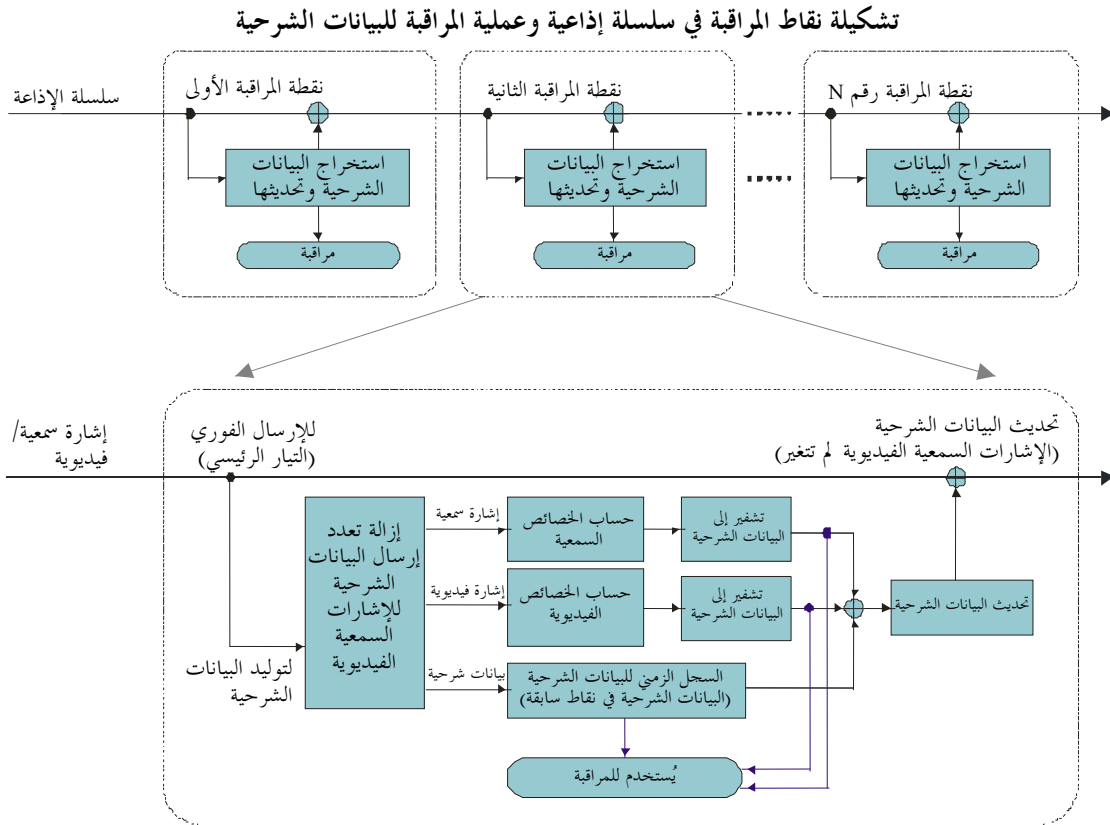 تشكيلة نقاط المراقبة في سلسلة إذاعية وعملية المراقبة للبيانات الشرحية
سلسلة الإذاعة
نقطة المراقبة الأولى
استخراج البيانات
الشرحية وتحديثها
مراقبة
نقطة المراقبة الثانية
استخراج البيانات
الشرحية وتحديثها
مراقبة
نقطة المراقبة رقم N
استخراج البيانات
الشرحية وتحديثها
مراقبة
إشارة سمعية/
فيديوية
للإرسال الفوري
(التيار الرئيسي)
تحديث البيانات الشرحية
(الإشارات السمعية الفيديوية لم تتغير)
لتوليد البيانات
الشرحية
إزالة تعدد
إرسال البيانات
الشرحية
للإشارات
السمعية
الفيديوية
إشارة سمعية
حساب الخصائص
السمعية
تشفير إلى
البيانات الشرحية
إشارة فيديوية
حساب الخصائص
الفيديوية
تشفير إلى
البيانات الشرحية
تحديث البيانات الشرحية
بيانات شرحية
السجل الزمني للبيانات الشرحية
(البيانات الشرحية في نقاط سابقة)
يُستخدم للمراقبة